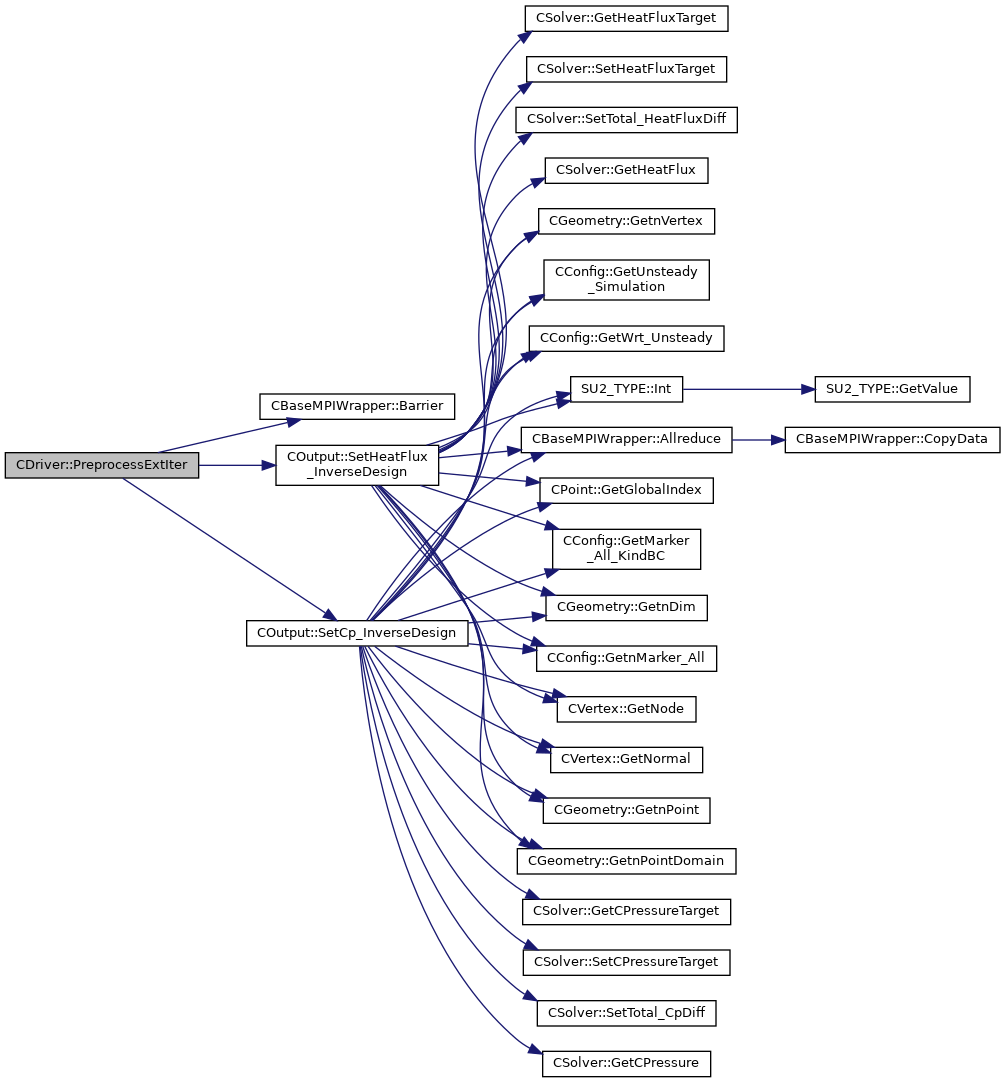 CSolver::GetHeatFluxTarget
CSolver::SetHeatFluxTarget
CSolver::SetTotal_HeatFluxDiff
CSolver::GetHeatFlux
CGeometry::GetnVertex
CConfig::GetUnsteady
_Simulation
CConfig::GetWrt_Unsteady
SU2_TYPE::Int
SU2_TYPE::GetValue
CBaseMPIWrapper::Barrier
CBaseMPIWrapper::Allreduce
CBaseMPIWrapper::CopyData
CDriver::PreprocessExtIter
COutput::SetHeatFlux
_InverseDesign
CPoint::GetGlobalIndex
CConfig::GetMarker
_All_KindBC
CGeometry::GetnDim
COutput::SetCp_InverseDesign
CConfig::GetnMarker_All
CVertex::GetNode
CVertex::GetNormal
CGeometry::GetnPoint
CGeometry::GetnPointDomain
CSolver::GetCPressureTarget
CSolver::SetCPressureTarget
CSolver::SetTotal_CpDiff
CSolver::GetCPressure